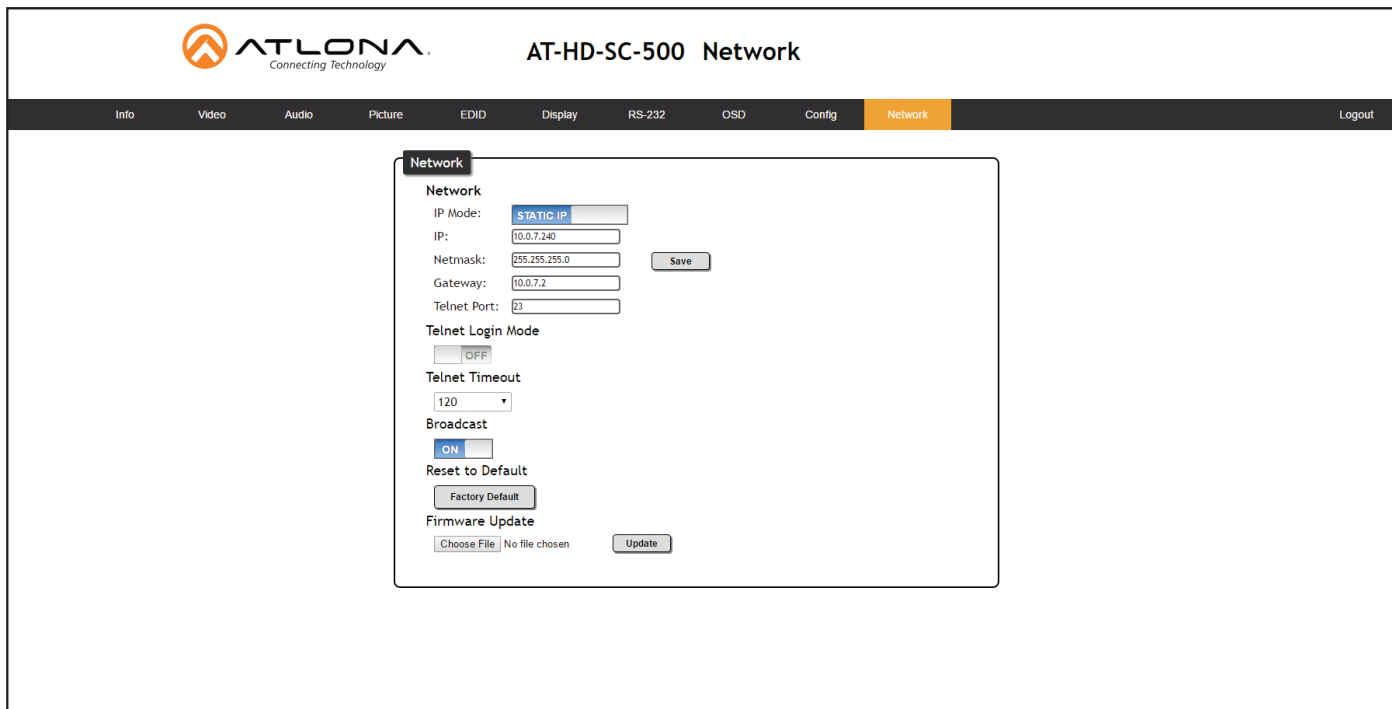 ATLONA.
Connecting Technology
AT-HD-SC-500 Network
Info Video Audio Picture EDID Display RS-232 OSD Config Network Logout
Network
Network
IP Mode: STATIC IP
IP: 10.0.7.240
Netmask: 255.255.255.0 Save
Gateway: 10.0.7.2
Telnet Port: 23
Telnet Login Mode
OFF
Telnet Timeout
120
Broadcast
ON
Reset to Default
Factory Default
Firmware Update
Choose File No file chosen Update